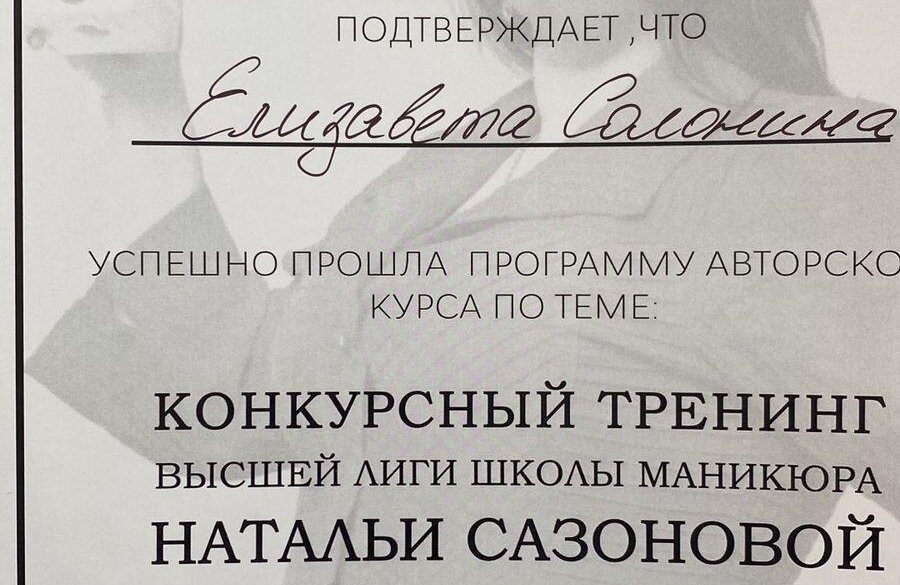 ПОДТВЕРЖДАЕТ ,ЧТО
Елизавета Солонина
УСПЕШНО ПРОШЛА ПРОГРАММУ АВТОРСКО
КУРСА ПО ТЕМЕ:
КОНКУРСНЫЙ ТРЕНИНГ
ВЫСШЕЙ ЛИГИ ШКОЛЫ МАНИКЮРА
НАТАЛЬИ САЗОНОВОЙ